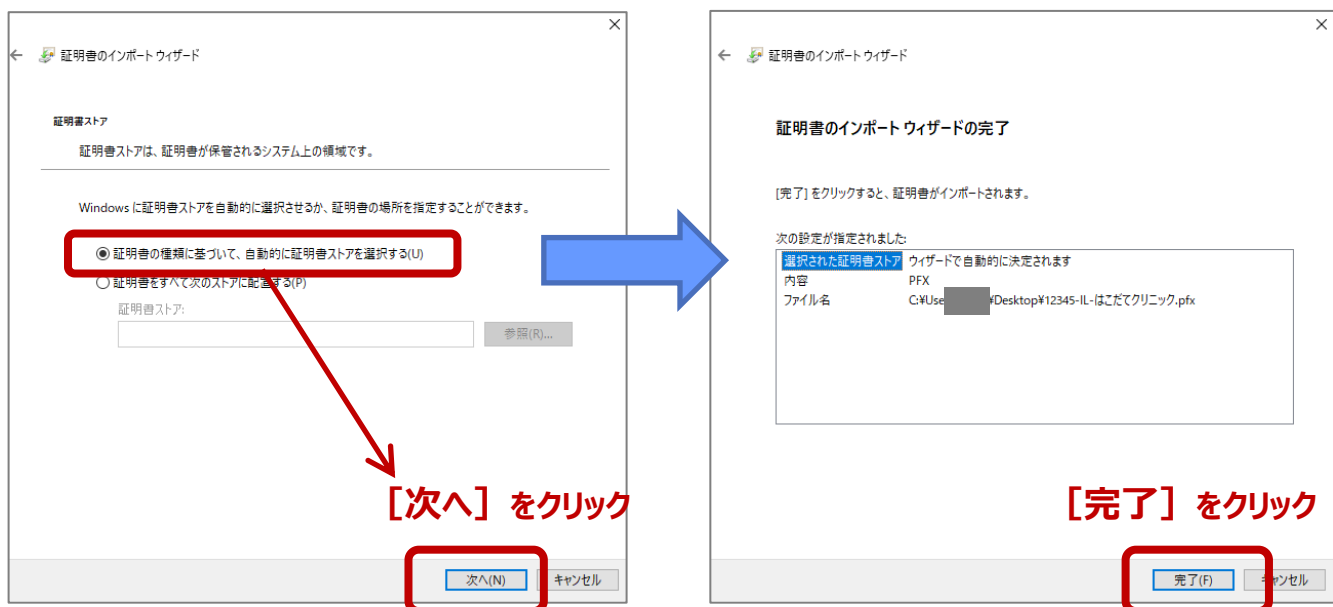 証明書のインポート ウィザード
証明書ストア
証明書ストアは、証明書が保管されるシステム上の領域です。
Windows に証明書ストアを自動的に選択させるか、証明書の場所を指定することができます。
証明書の種類に基づいて、自動的に証明書ストアを選択する(U)
証明書をすべて次のストアに配置する(P)
証明書ストア:
参照(R)...
［次へ］をクリック
次へ(N)
キャンセル
証明書のインポート ウィザード
証明書のインポート ウィザードの完了
[完了] をクリックすると、証明書がインポートされます。
次の設定が指定されました:
選択された証明書ストア ウィザードで自動的に決定されます
内容 PFX
ファイル名 C:¥Use ¥Desktop¥12345-IL-はこだてクリニック.pfx
［完了］をクリック
完了(F)
キャンセル